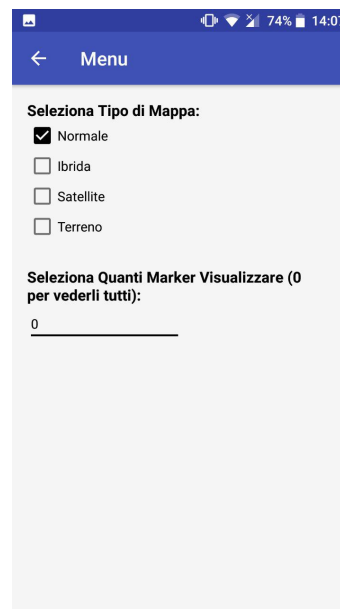 74% 14:07
Menu
Seleziona Tipo di Mappa:
Normale
Ibrida
Satellite
Terreno
Seleziona Quanti Marker Visualizzare (0
per vederli tutti):
0